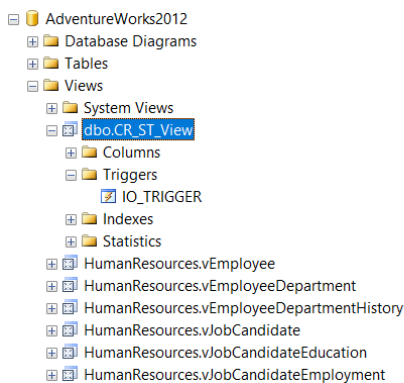 AdventureWorks2012
Database Diagrams
Tables
Views
System Views
dbo.CR_ST_View
Columns
Triggers
IO_TRIGGER
Indexes
Statistics
HumanResources.vEmployee
HumanResources.vEmployeeDepartment
HumanResources.vEmployeeDepartmentHistory
HumanResources.vJobCandidate
HumanResources.vJobCandidateEducation
HumanResources.vJobCandidateEmployment